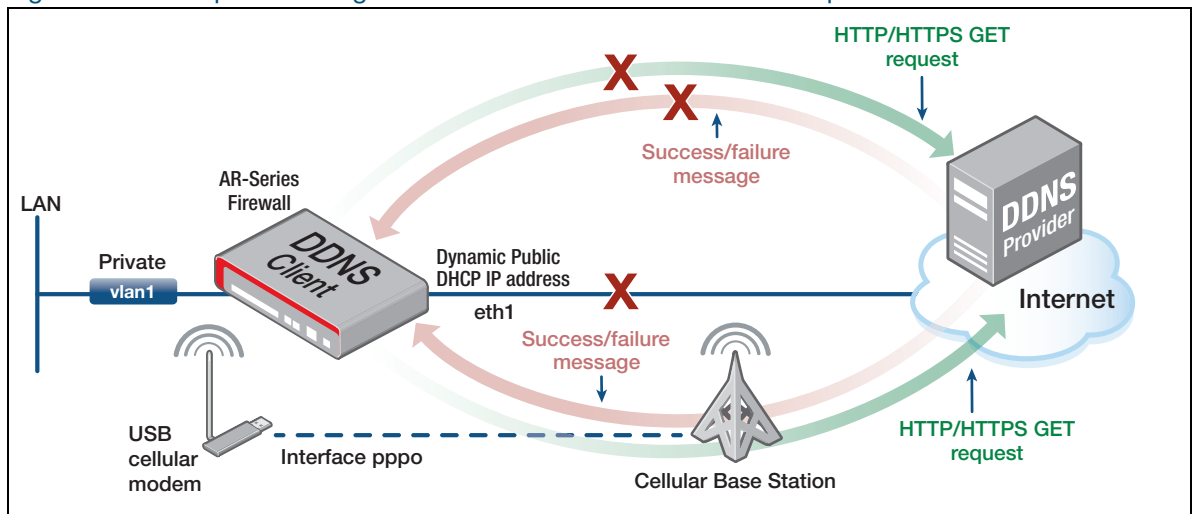 HTTP/HTTPS GET
request
Success/failure
message
AR-Series
Firewall
LAN
DDNS
Provider
DDNS
Client
Private
vlan1
Dynamic Public
DHCP IP address
eth1
Internet
Success/failure
message
USB
cellular
modem
Interface pppo
Cellular Base Station
HTTP/HTTPS GET
request